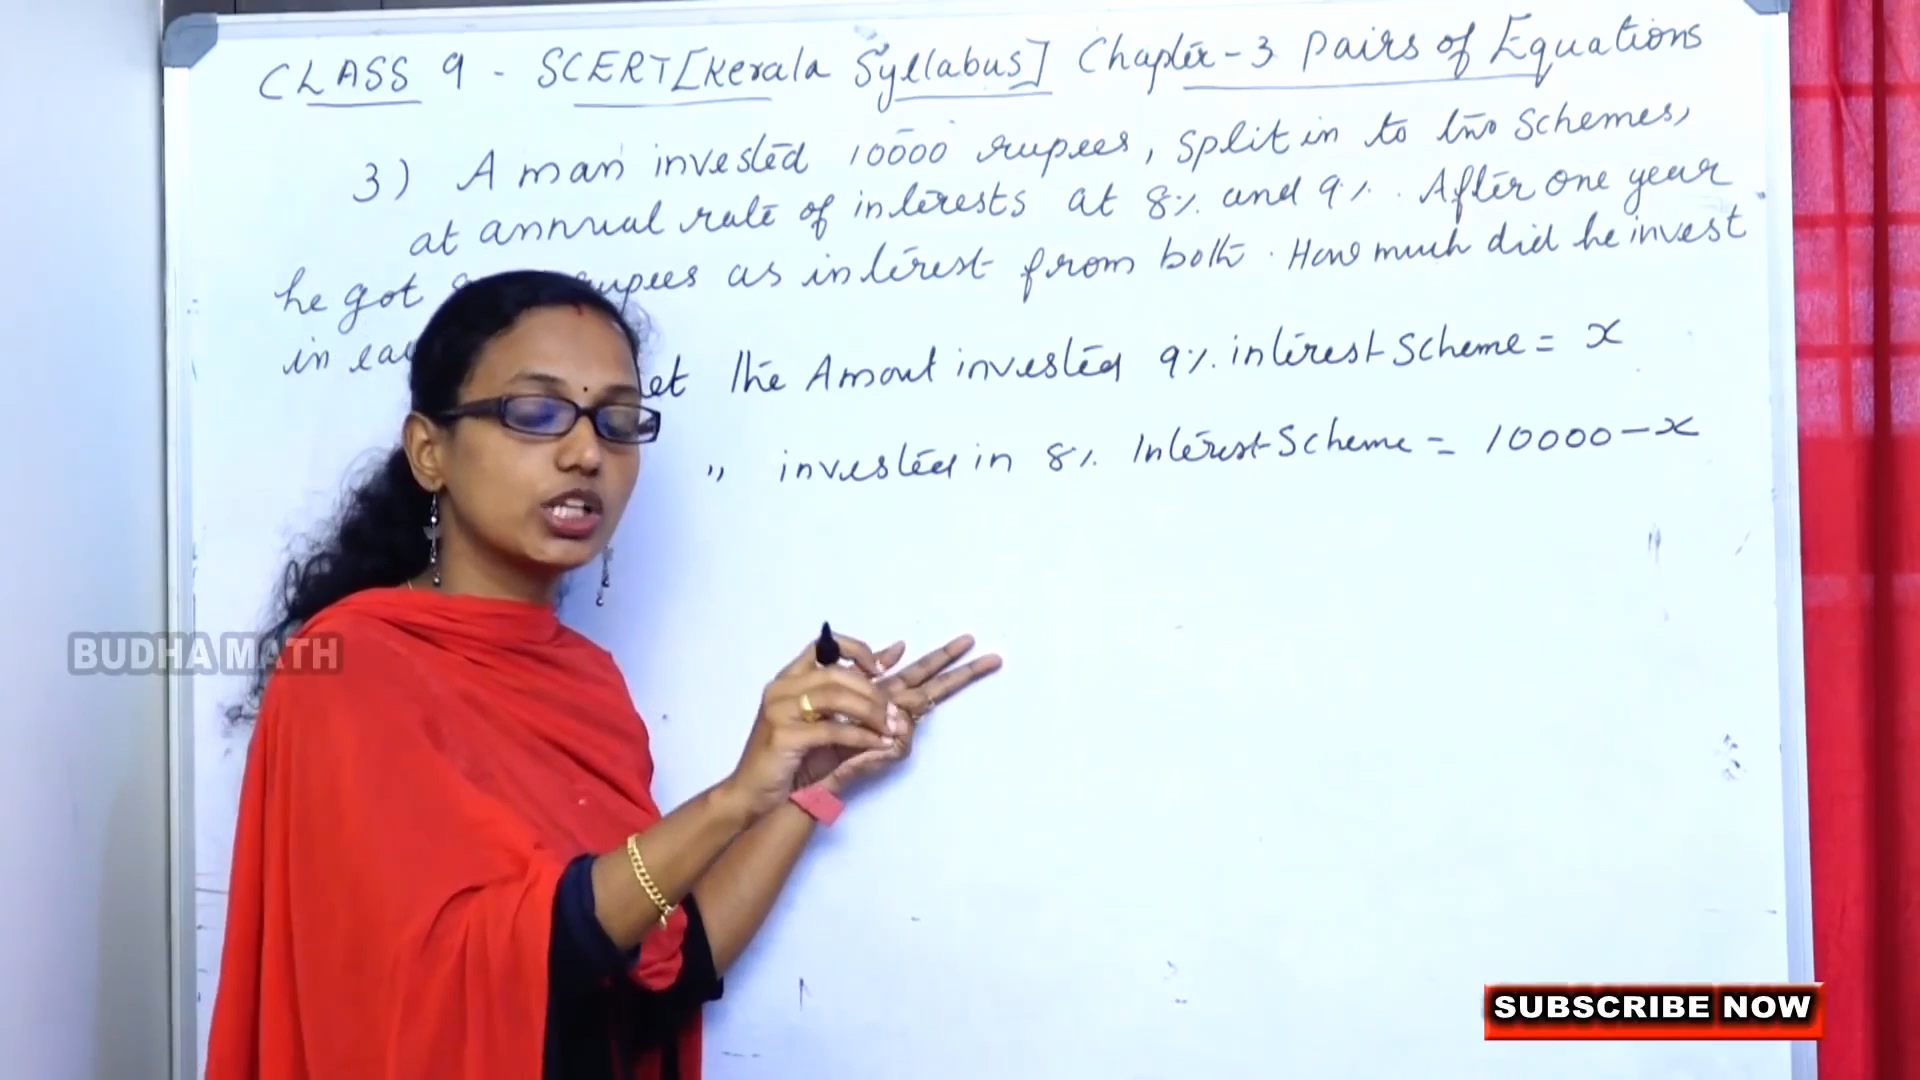 CLASS 9 - SCERT [Kerala Syllabus] Chapter-3 Pairs of Equations
3) A man invested 10000 rupees, split in to two schemes,
at annual rate of interests at 8% and 9%. After one year
he got rupees as interest from both. How much did he invest
in
Let the Amout invested 9% interest Scheme = x
" invested in 8% Interest Scheme = 10000-x
BUDHA MATH
SUBSCRIBE NOW